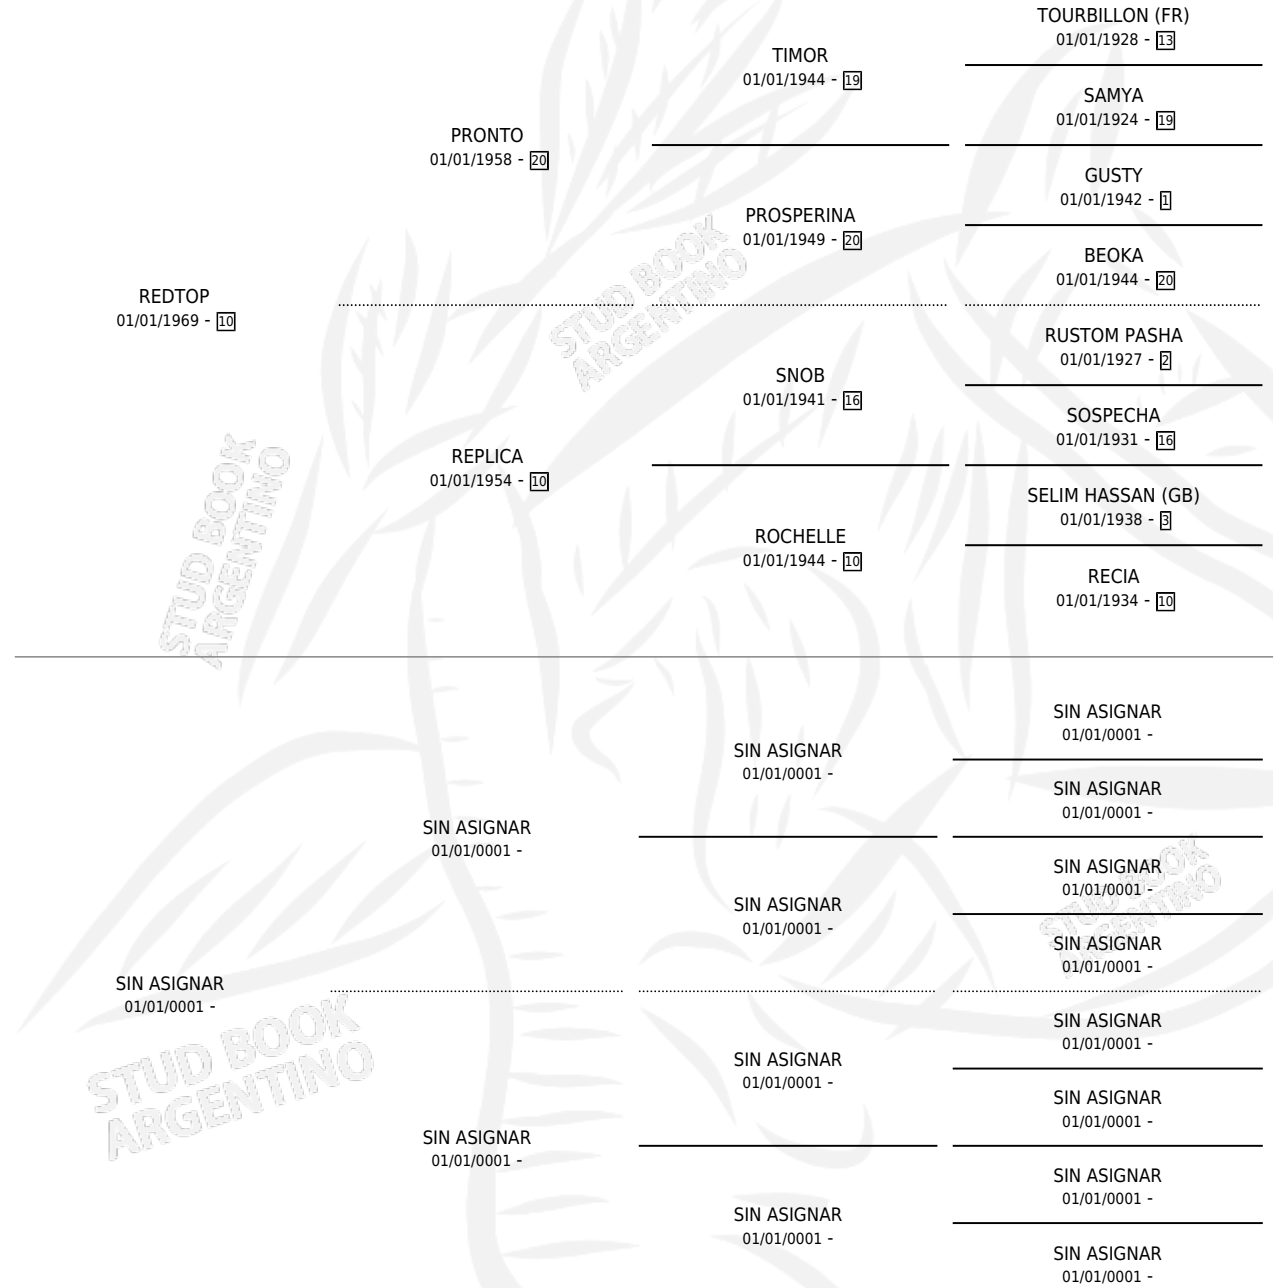 TOURBILLON (FR)
01/01/1928 - 13
TIMOR
01/01/1944 - 19
SAMYA
01/01/1924 - 19
PRONTO
01/01/1958 - 20
GUSTY
01/01/1942 - 1
PROSPERINA
01/01/1949 - 20
BEOKA
01/01/1944 - 20
REDTOP
01/01/1969 - 10
RUSTOM PASHA
01/01/1927 - 2
SNOB
01/01/1941 - 16
SOSPECHA
01/01/1931 - 16
REPLICA
01/01/1954 - 10
SELIM HASSAN (GB)
01/01/1938 - 3
ROCHELLE
01/01/1944 - 10
RECIA
01/01/1934 - 10
STUD BOOK
ARGENTINO
STUD BOOK
ARGENTINO
SIN ASIGNAR
01/01/0001 -
SIN ASIGNAR
01/01/0001 -
SIN ASIGNAR
01/01/0001 -
SIN ASIGNAR
01/01/0001 -
SIN ASIGNAR
01/01/0001 -
SIN ASIGNAR
01/01/0001 -
SIN ASIGNAR
01/01/0001 -
SIN ASIGNAR
01/01/0001 -
SIN ASIGNAR
01/01/0001 -
SIN ASIGNAR
01/01/0001 -
SIN ASIGNAR
01/01/0001 -
SIN ASIGNAR
01/01/0001 -
SIN ASIGNAR
01/01/0001 -
SIN ASIGNAR
01/01/0001 -
SIN ASIGNAR
01/01/0001 -
STUD BOOK
ARGENTINO
STUD BOOK
ARGENTINO